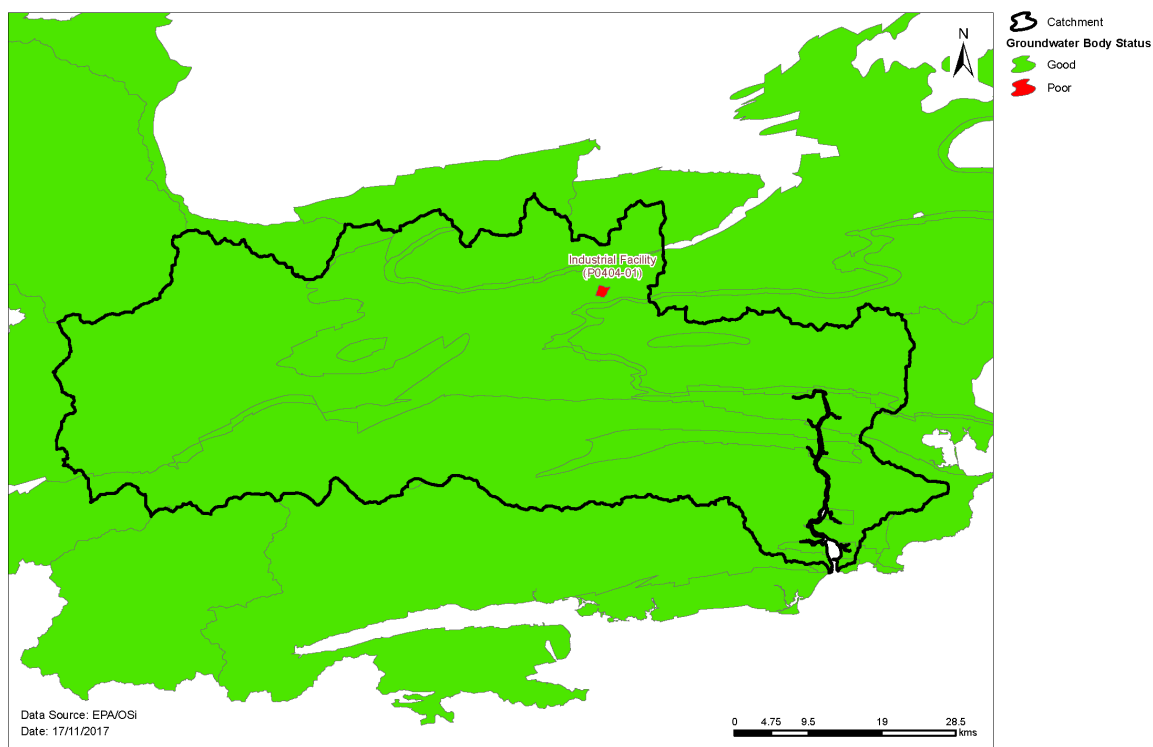 Catchment
Groundwater Body Status
Good
Poor
N
Industrial Facility
(P0404-01)
Data Source: EPA/OSi
Date: 17/11/2017
0 4.75 9.5 19 28.5
kms